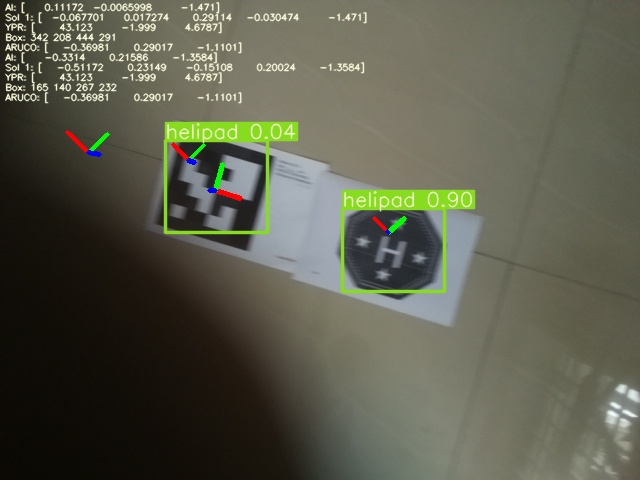 AI: [ 0.11172 -0.0065998 -1.471]
Sol 1: [ -0.067701 0.017274 0.29114 -0.030474 -1.471]
YPR: [ 43.123 -1.999 4.6787]
Box: 342 208 444 291
ARUCO: [ -0.36981 0.29017 -1.1101]
AI: [ -0.3314 0.21586 -1.3584]
Sol 1: [ -0.51172 0.23149 -0.15108 0.20024 -1.3584]
YPR: [ 43.123 -1.999 4.6787]
Box: 165 140 267 232
ARUCO: [ -0.36981 0.29017 -1.1101]
helipad 0.04
helipad 0.90
H